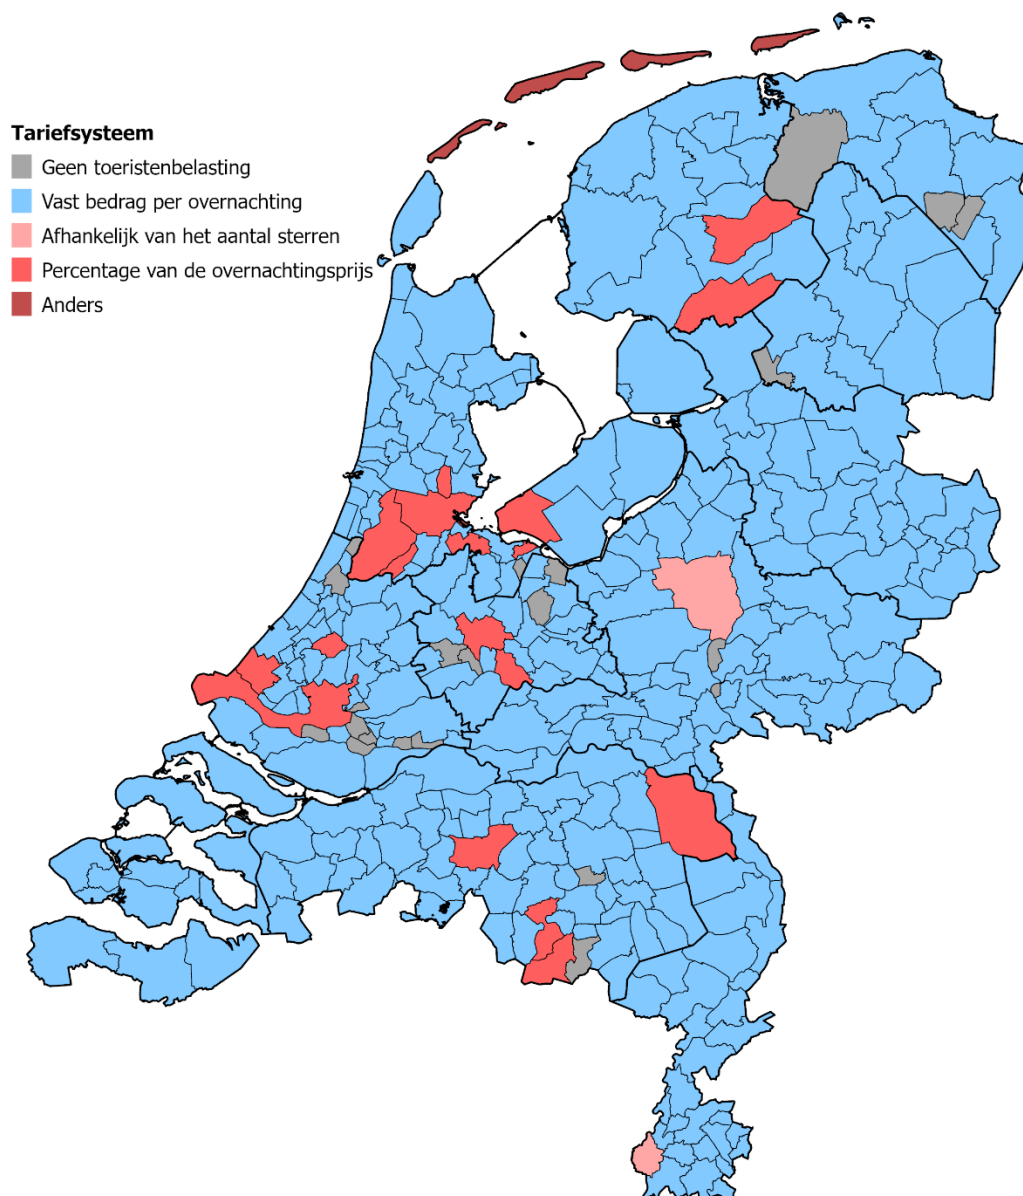 Tariefsysteem
Geen toeristenbelasting
Vast bedrag per overnachting
Afhankelijk van het aantal sterren
Percentage van de overnachtingsprijs
Anders